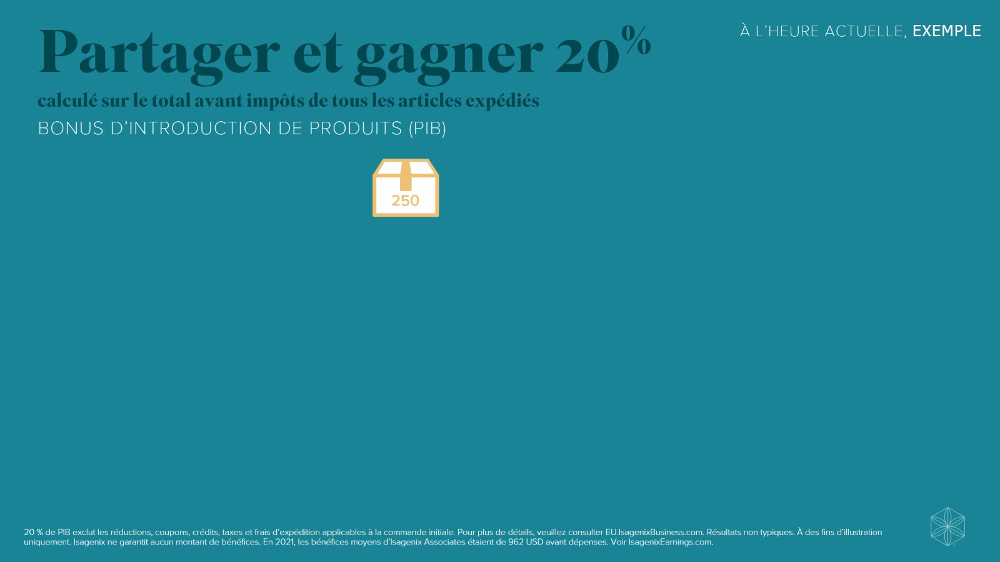 Partager et gagner 20%
À L’HEURE ACTUELLE, EXEMPLE
calculé sur le total avant impôts de tous les articles expédiés
BONUS D’INTRODUCTION DE PRODUITS (PIB)
250
20 % de PIB exclut les réductions, coupons, crédits, taxes et frais d’expédition applicables à la commande initiale. Pour plus de détails, veuillez consulter EU.IsagenixBusiness.com. Résultats non typiques. À des fins d’illustration
uniquement. Isagenix ne garantit aucun montant de bénéfices. En 2021, les bénéfices moyens d’Isagenix Associates étaient de 962 USD avant dépenses. Voir IsagenixEarnings.com.